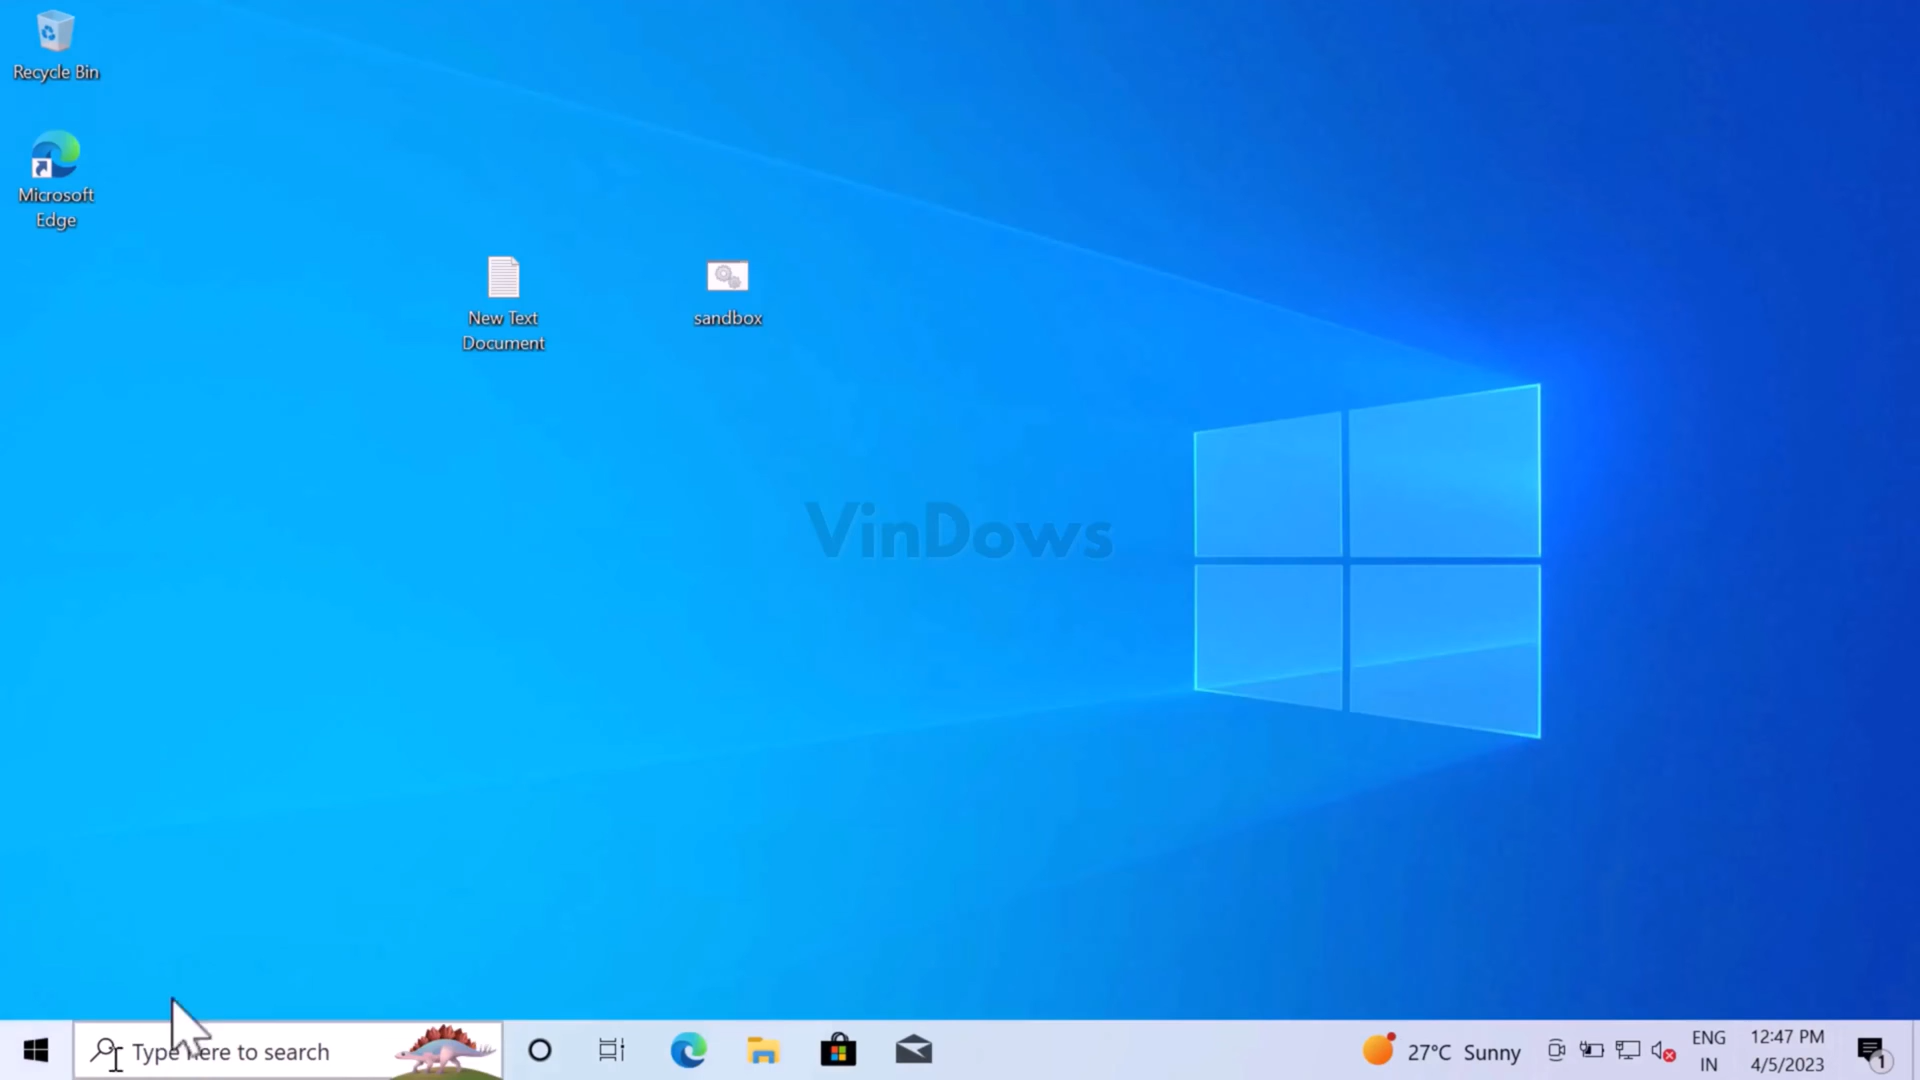 Recycle Bin
Microsoft
Edge
New Text
Document
sandbox
VinDows
Type here to search
27°C Sunny
ENG
IN
12:47 PM
4/5/2023
1